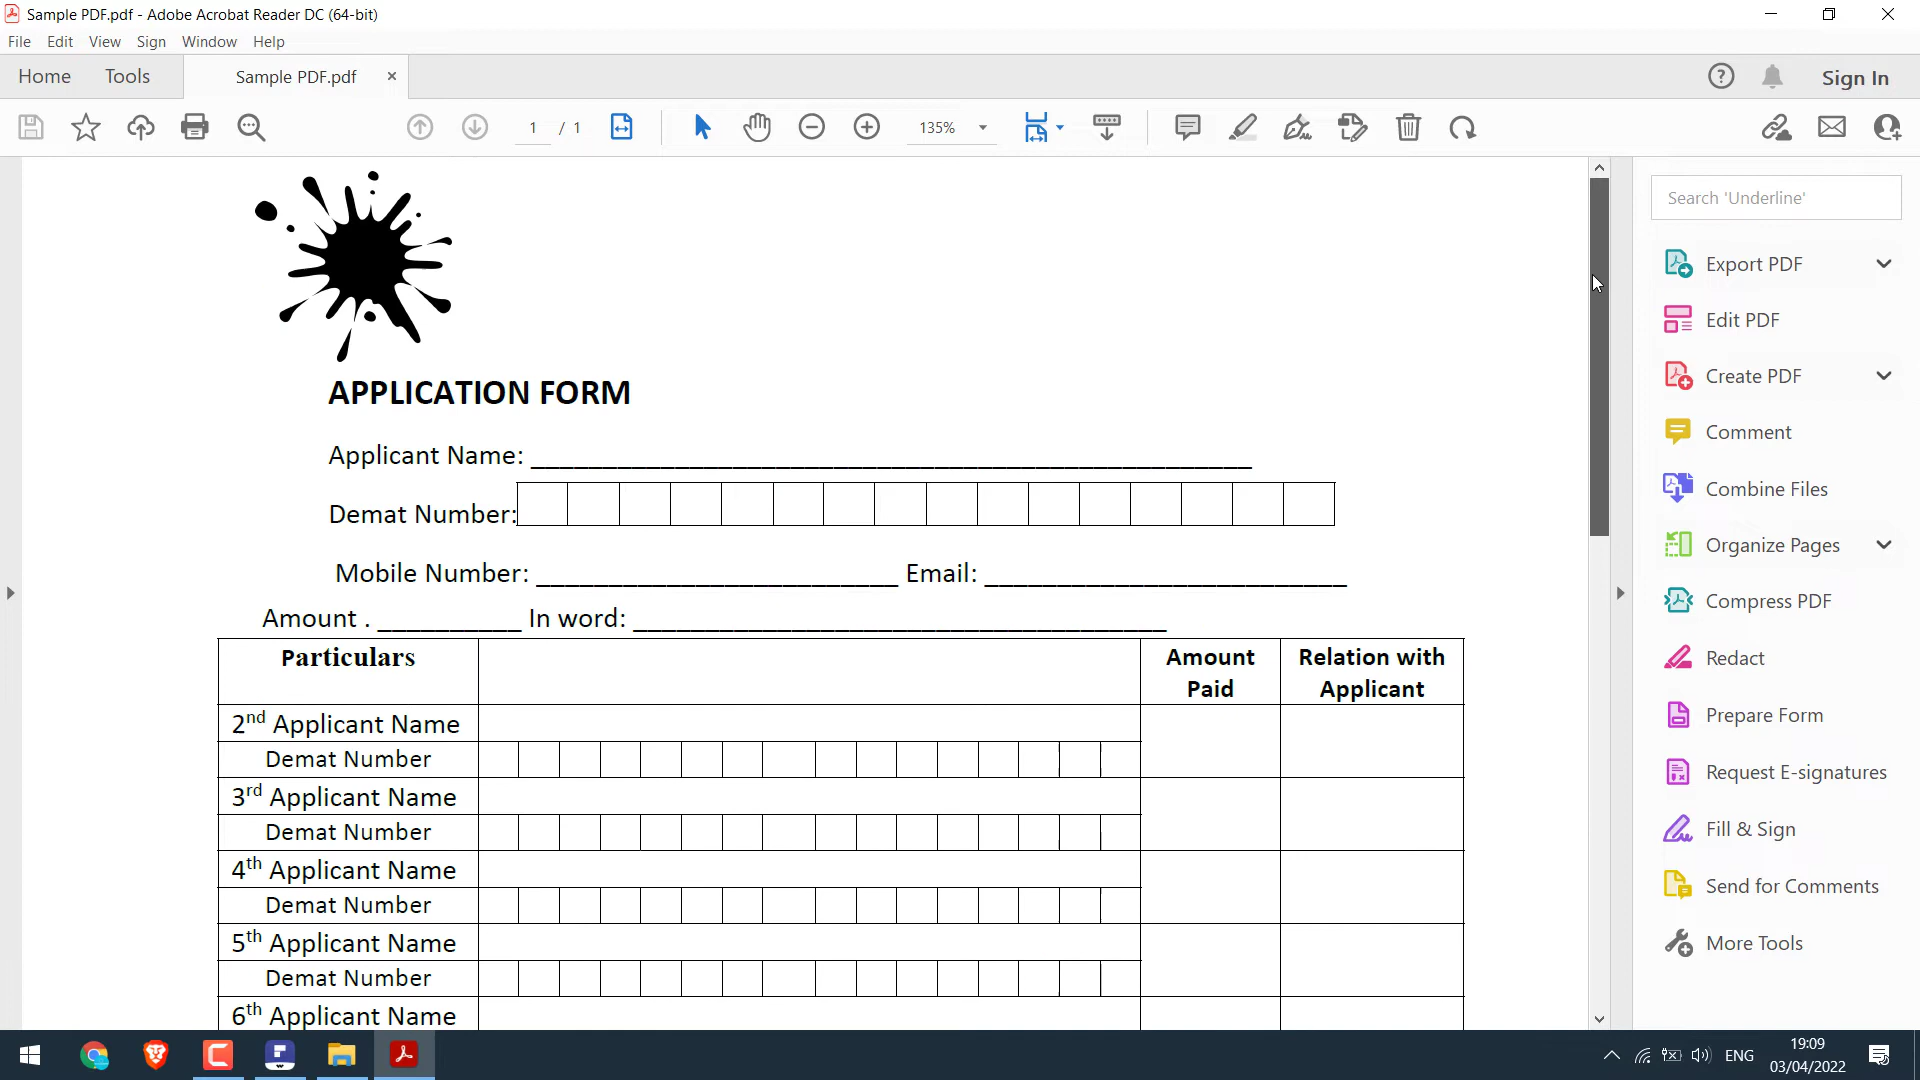 Sample PDF.pdf - Adobe Acrobat Reader DC (64-bit)
File Edit View Sign Window Help
Home Tools Sample PDF.pdf × Sign In
1 / 1 135%
Search 'Underline'
Export PDF
Edit PDF
Create PDF
Comment
Combine Files
Organize Pages
Compress PDF
Redact
Prepare Form
Request E-signatures
Fill & Sign
Send for Comments
More Tools
APPLICATION FORM
Applicant Name: __________________________________________________
Demat Number:
Mobile Number: _________________________ Email: _________________________
Amount . __________ In word: _____________________________________
Particulars Amount Paid Relation with Applicant
2nd Applicant Name
Demat Number
3rd Applicant Name
Demat Number
4th Applicant Name
Demat Number
5th Applicant Name
Demat Number
6th Applicant Name
ENG
19:09
03/04/2022